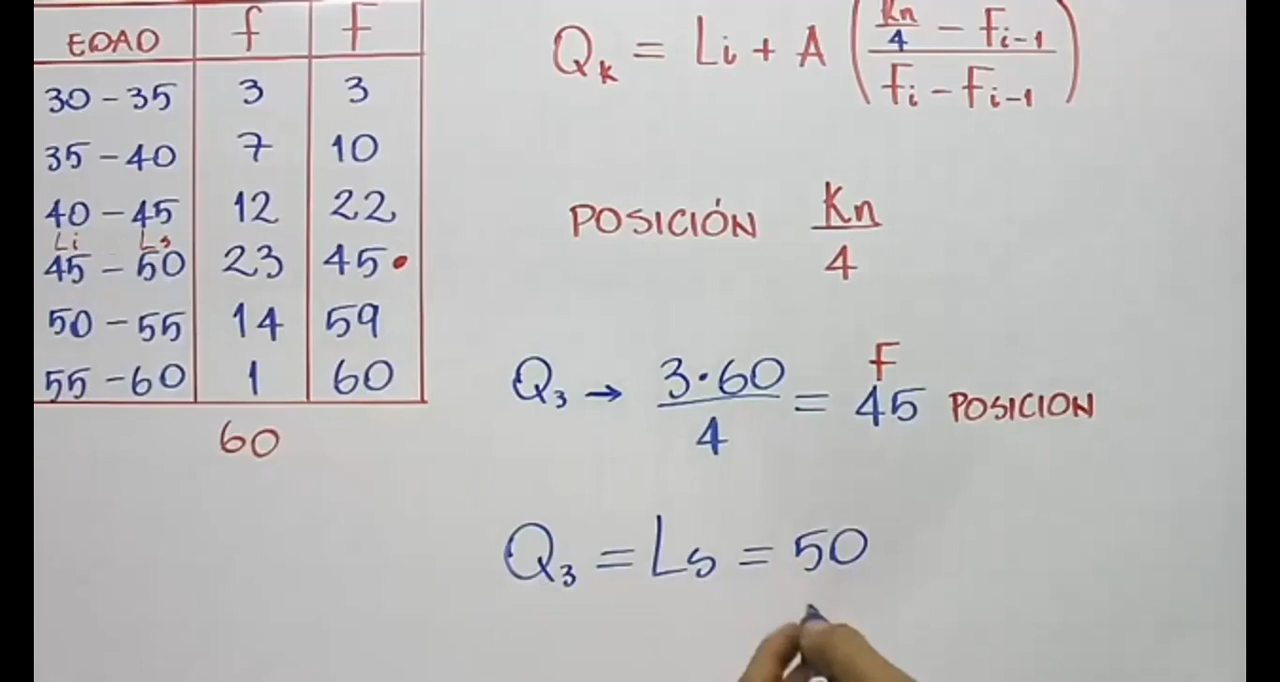 EDAD f F
30-35 3 3
35-40 7 10
40-45 12 22
Li Ls
45-50 23 45•
50-55 14 59
55-60 1 60
60
Qk = Li + A ( (Kn/4 - Fi-1) / (Fi - Fi-1) )
POSICIÓN Kn/4
F
Q3 → 3·60/4 = 45 POSICION
Q3 = Ls = 50